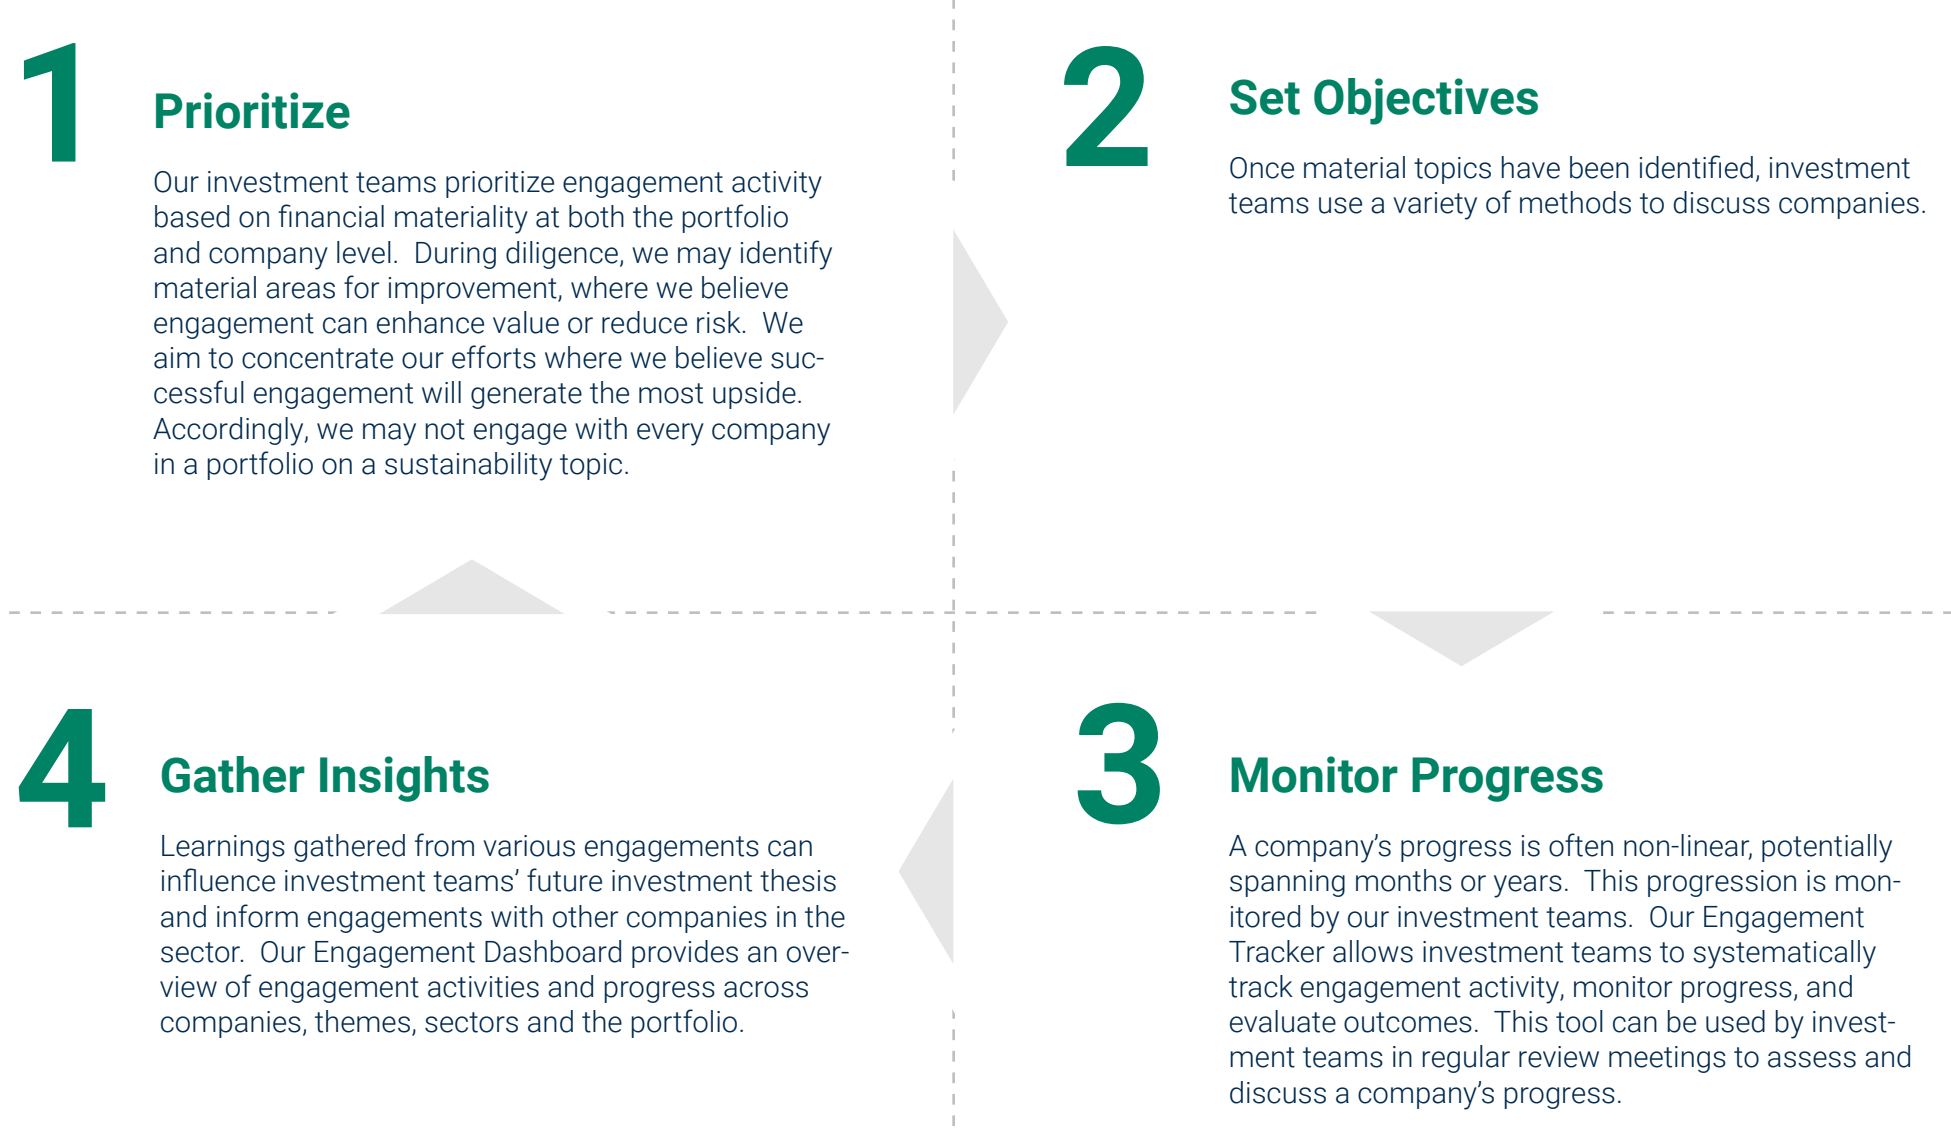 1
Prioritize
Our investment teams prioritize engagement activity
based on financial materiality at both the portfolio
and company level.  During diligence, we may identify
material areas for improvement, where we believe
engagement can enhance value or reduce risk.  We
aim to concentrate our efforts where we believe suc-
cessful engagement will generate the most upside.
Accordingly, we may not engage with every company
in a portfolio on a sustainability topic.
2
Set Objectives
Once material topics have been identified, investment
teams use a variety of methods to discuss companies.
3
Monitor Progress
A company’s progress is often non-linear, potentially
spanning months or years.  This progression is mon-
itored by our investment teams.  Our Engagement
Tracker allows investment teams to systematically
track engagement activity, monitor progress, and
evaluate outcomes.  This tool can be used by invest-
ment teams in regular review meetings to assess and
discuss a company’s progress.
4
Gather Insights
Learnings gathered from various engagements can
influence investment teams’ future investment thesis
and inform engagements with other companies in the
sector.  Our Engagement Dashboard provides an over-
view of engagement activities and progress across
companies, themes, sectors and the portfolio.